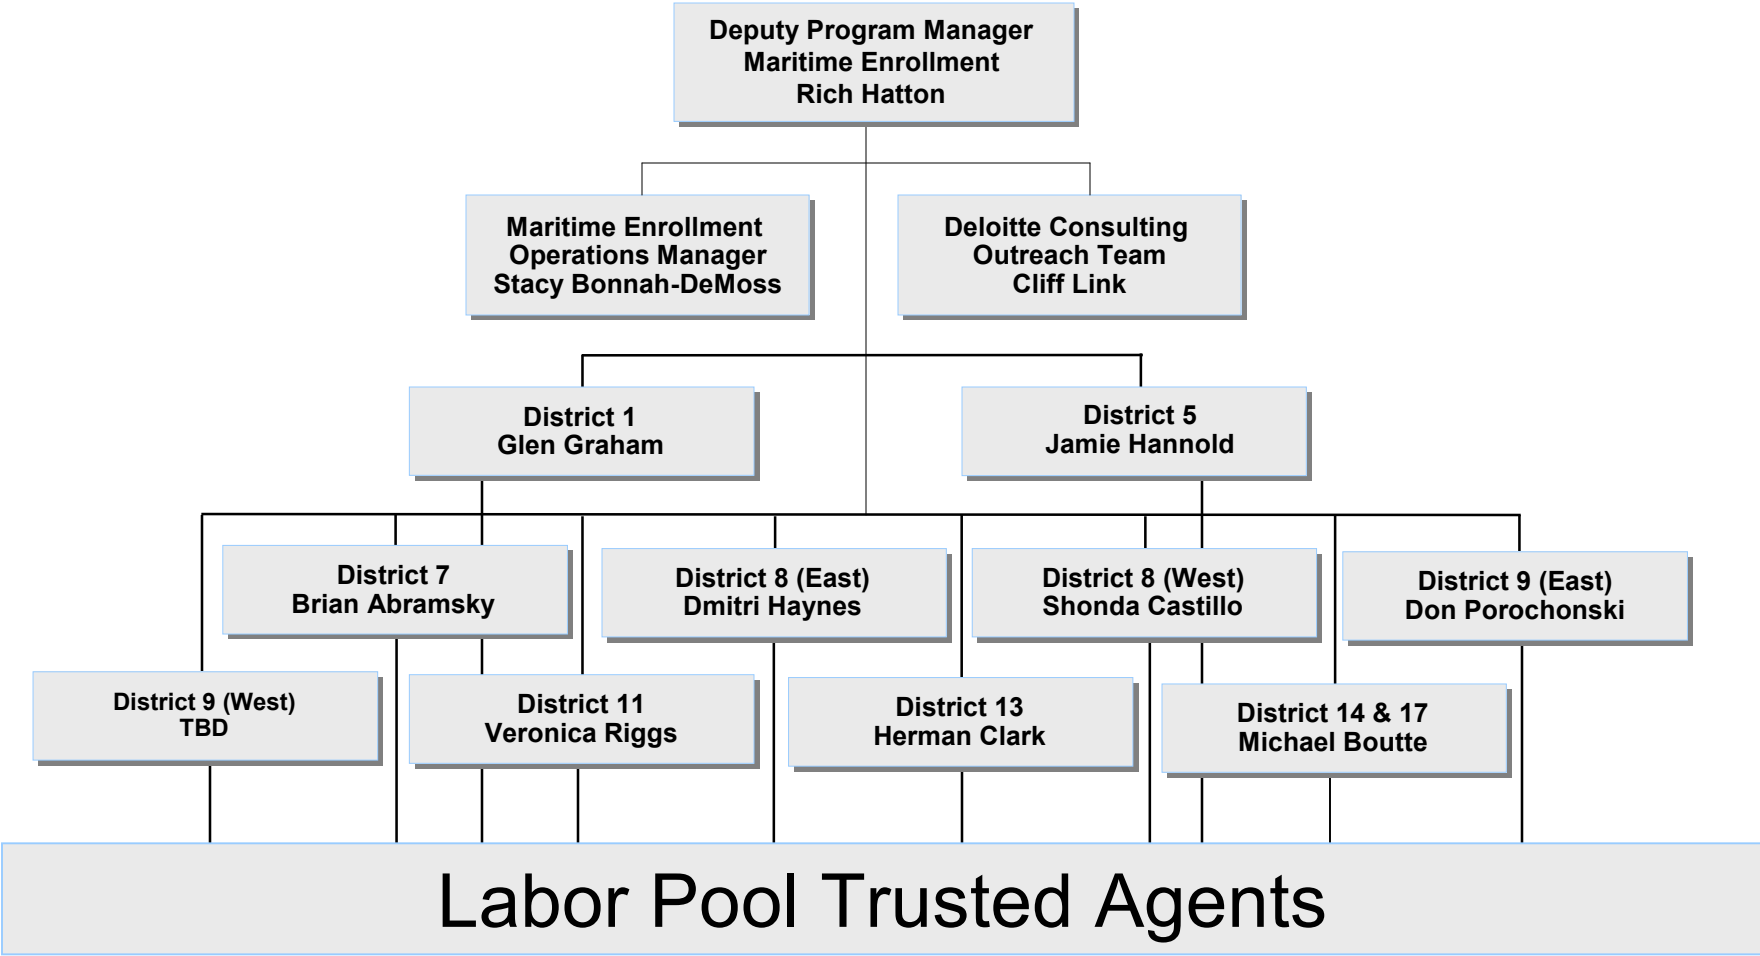 Deputy Program Manager
Maritime Enrollment
Rich Hatton
Maritime Enrollment
Operations Manager
Stacy Bonnah-DeMoss
Deloitte Consulting
Outreach Team
Cliff Link
District 1
Glen Graham
District 5
Jamie Hannold
District 7
Brian Abramsky
District 8 (East)
Dmitri Haynes
District 8 (West)
Shonda Castillo
District 9 (East)
Don Porochonski
District 9 (West)
TBD
District 11
Veronica Riggs
District 13
Herman Clark
District 14 & 17
Michael Boutte
Labor Pool Trusted Agents